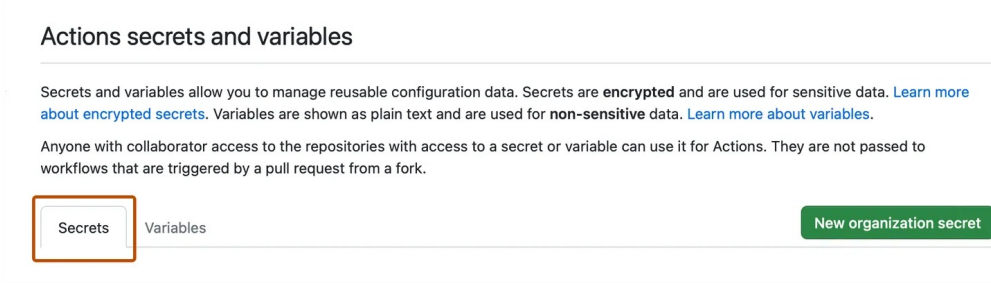 Actions secrets and variables
Secrets and variables allow you to manage reusable configuration data. Secrets are encrypted and are used for sensitive data. Learn more
about encrypted secrets. Variables are shown as plain text and are used for non-sensitive data. Learn more about variables.
Anyone with collaborator access to the repositories with access to a secret or variable can use it for Actions. They are not passed to
workflows that are triggered by a pull request from a fork.
Secrets Variables New organization secret